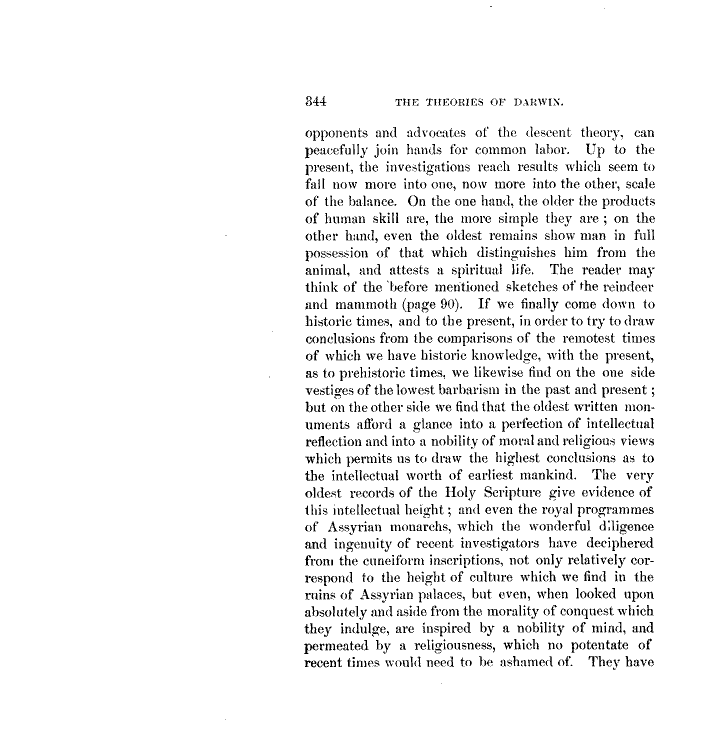 344 THE THEORIES OF DARWIN.
opponents and advocates of the descent theory, can
peacefully join hands for common labor. Up to the
present, the investigations reach results which seem to
fall now more into one, now more into the other, scale
of the balance. On the one hand, the older the products
of human skill are, the more simple they are ; on the
other hand, even the oldest remains show man in full
possession of that which distinguishes him from the
animal, and attests a spiritual life. The reader may
think of the before mentioned sketches of the reindeer
and mammoth (page 90). If we finally come down to
historic times, and to the present, in order to try to draw
conclusions from the comparisons of the remotest times
of which we have historic knowledge, with the present,
as to prehistoric times, we likewise find on the one side
vestiges of the lowest barbarism in the past and present ;
but on the other side we find that the oldest written mon-
uments afford a glance into a perfection of intellectual
reflection and into a nobility of moral and religious views
which permits us to draw the highest conclusions as to
the intellectual worth of earliest mankind. The very
oldest records of the Holy Scripture give evidence of
this intellectual height ; and even the royal programmes
of Assyrian monarchs, which the wonderful diligence
and ingenuity of recent investigators have deciphered
from the cuneiform inscriptions, not only relatively cor-
respond to the height of culture which we find in the
ruins of Assyrian palaces, but even, when looked upon
absolutely and aside from the morality of conquest which
they indulge, are inspired by a nobility of mind, and
permeated by a religiousness, which no potentate of
recent times would need to be ashamed of. They have